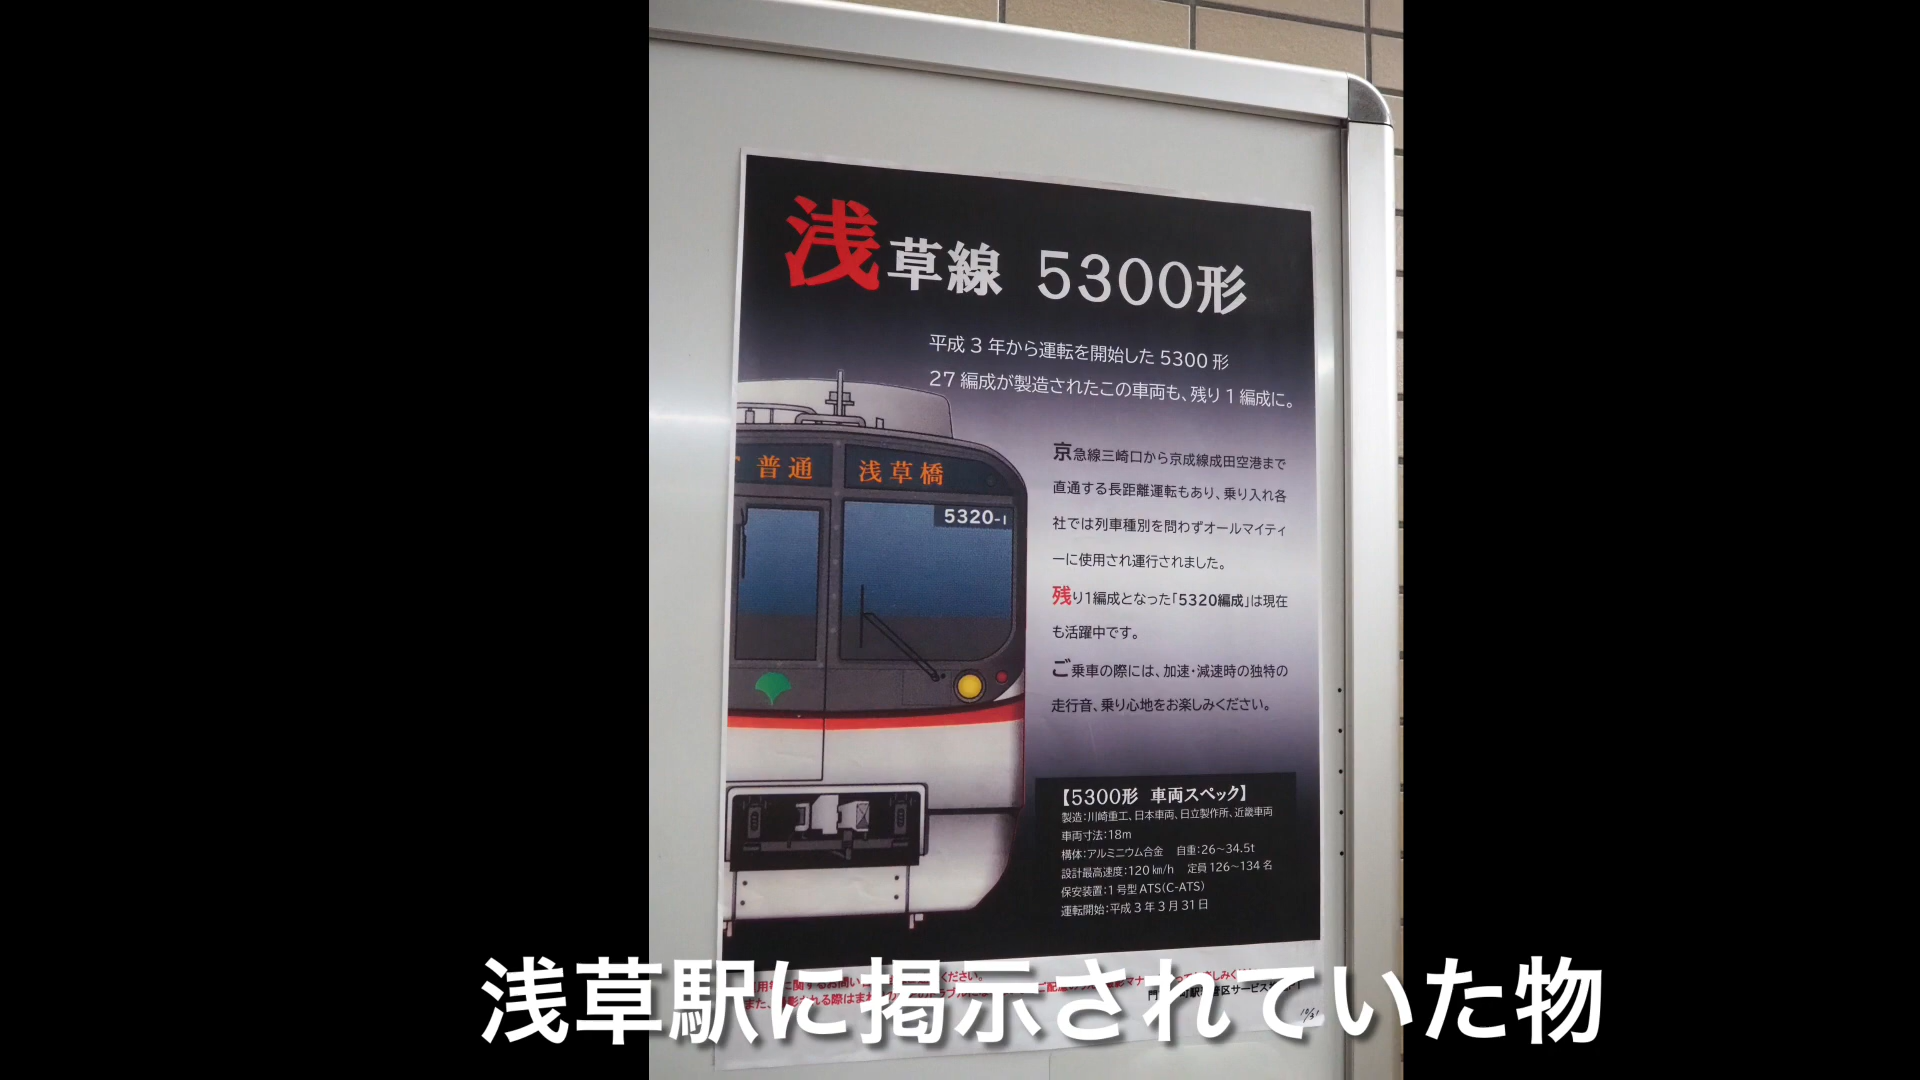 浅草線 5300形
平成3年から運転を開始した5300形
27編成が製造されたこの車両も、残り1編成に。
普通 浅草橋
5320-1
京急線三崎口から京成線成田空港まで
直通する長距離運転もあり、乗り入れ各
社では列車種別を問わずオールマイティ
ーに使用され運行されました。
残り1編成となった「5320編成」は現在
も活躍中です。
ご乗車の際には、加速・減速時の独特の
走行音、乗り心地をお楽しみください。
【5300形 車両スペック】
製造：川崎重工、日本車両、日立製作所、近畿車両
車両寸法：18m
構体：アルミニウム合金 自重：26～34.5t
設計最高速度：120㎞/h 定員126～134名
保安装置：1号型ATS（C-ATS）
運転開始：平成3年3月31日
ください。
10/31
浅草駅に掲示されていた物